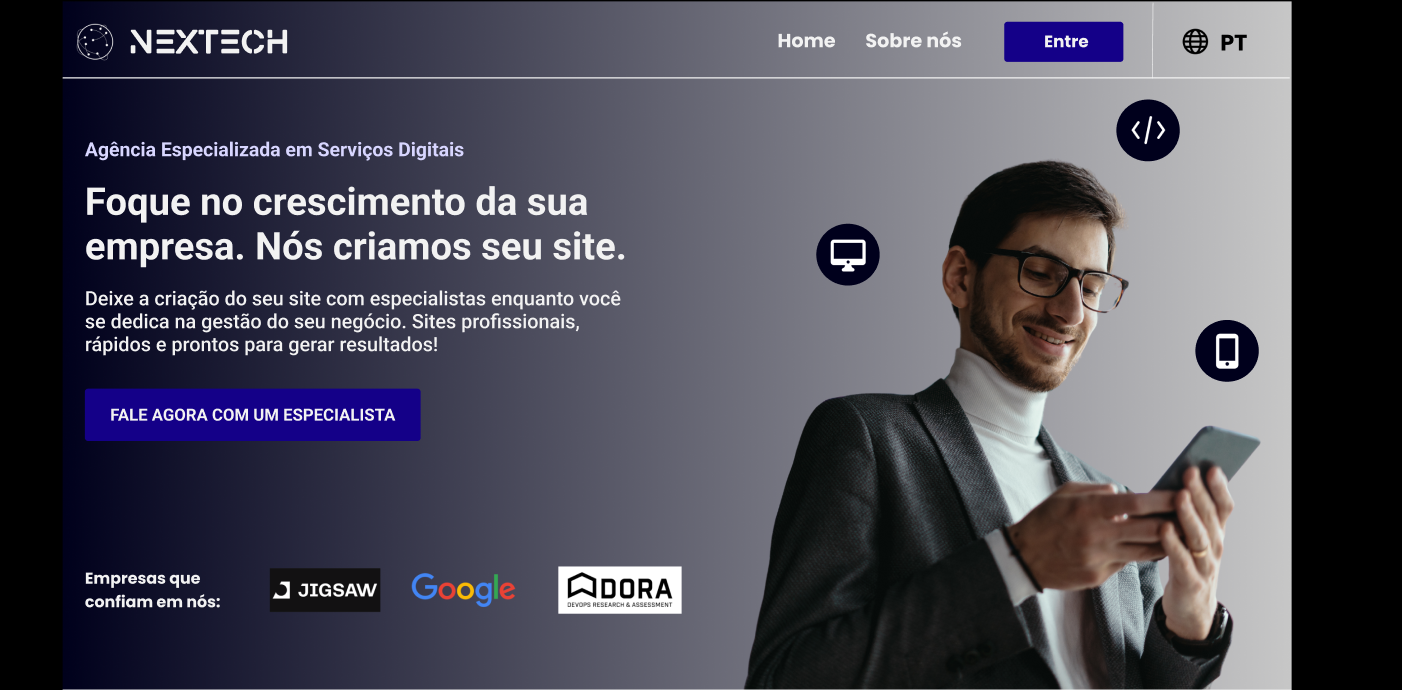 NEXTECH
Home
Sobre nós
Entre
PT
Agência Especializada em Serviços Digitais
Foque no crescimento da sua
empresa. Nós criamos seu site.
Deixe a criação do seu site com especialistas enquanto você
se dedica na gestão do seu negócio. Sites profissionais,
rápidos e prontos para gerar resultados!
FALE AGORA COM UM ESPECIALISTA
Empresas que
confiam em nós:
JIGSAW
Google
DORA
DEVOPS RESEARCH & ASSESSMENT